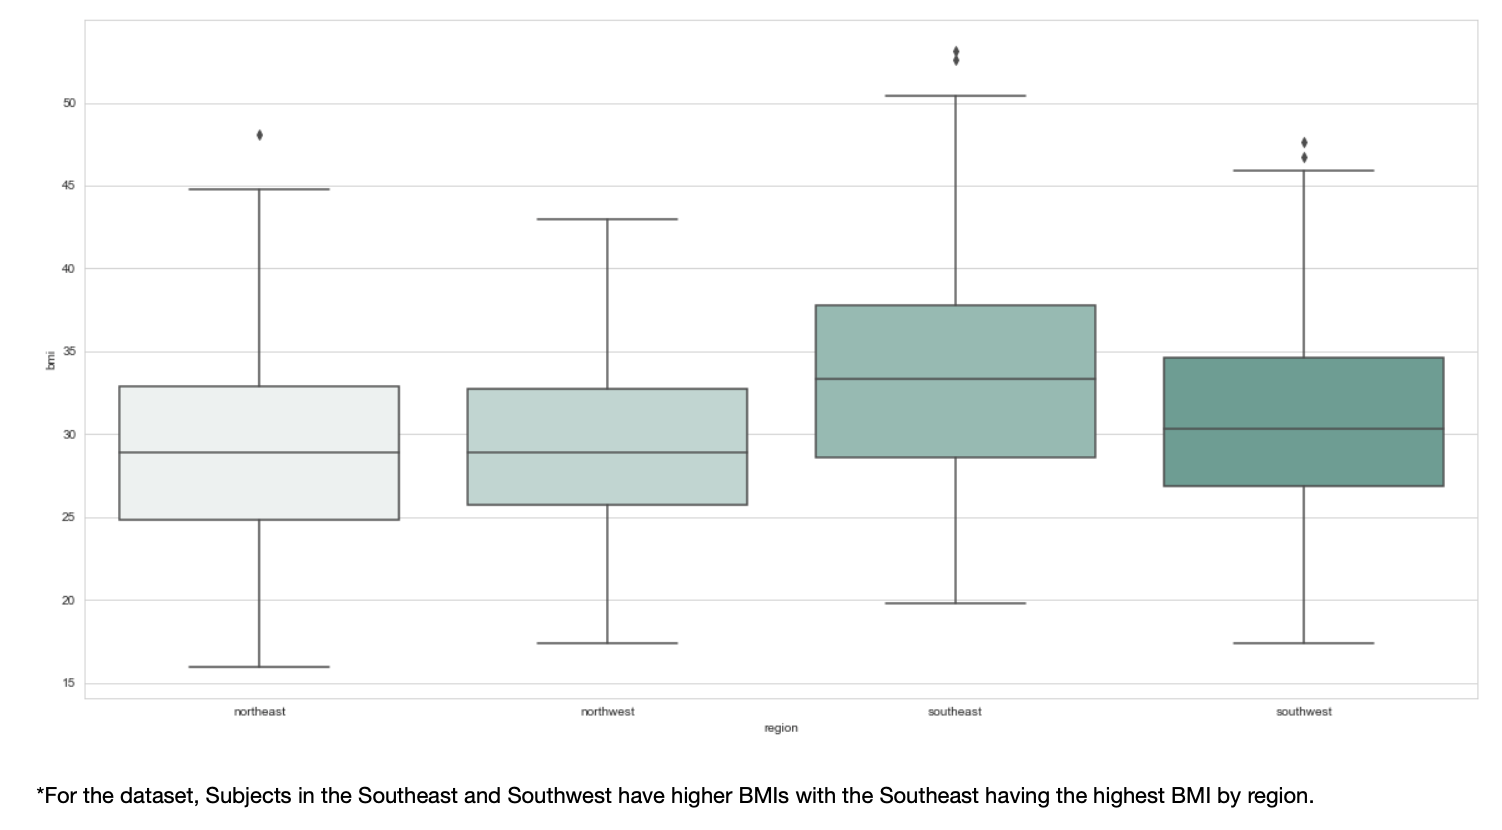 50
45
40
35
30
25
20
15
bmi
northeast
northwest
southeast
southwest
region
*For the dataset, Subjects in the Southeast and Southwest have higher BMIs with the Southeast having the highest BMI by region.